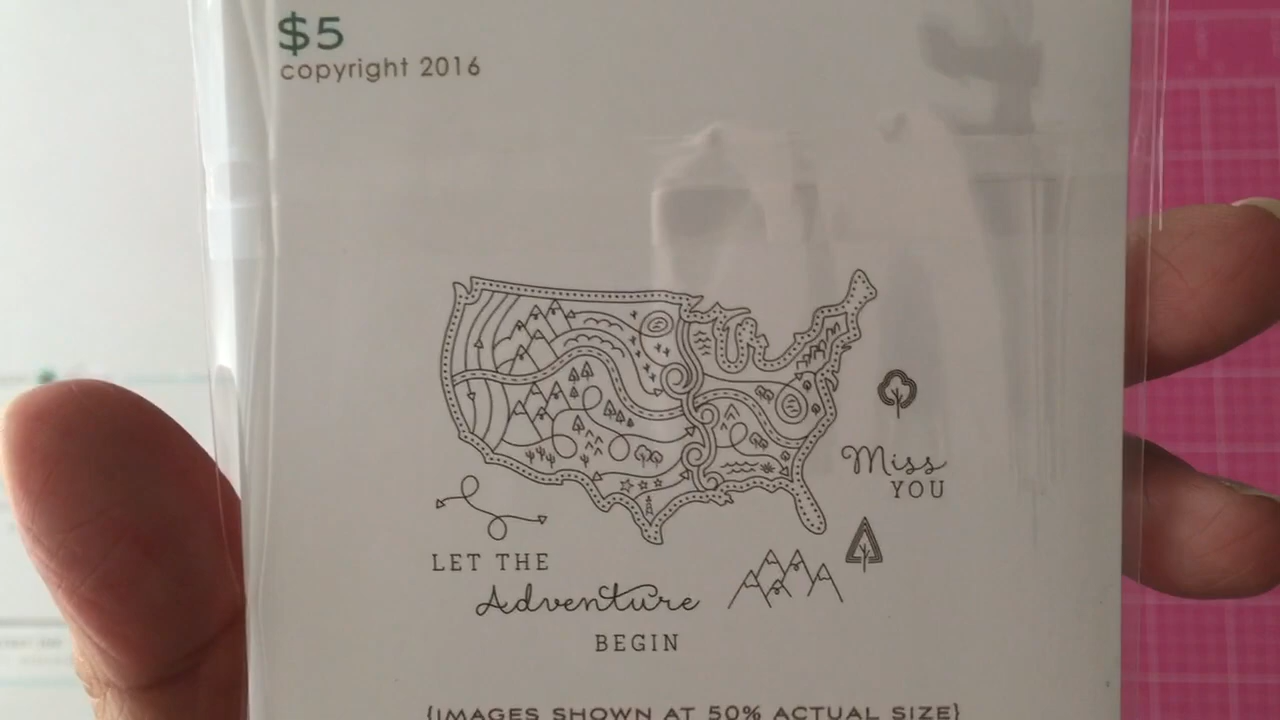 $5
copyright 2016
Miss
YOU
LET THE
Adventure
BEGIN
{IMAGES SHOWN AT 50% ACTUAL SIZE}